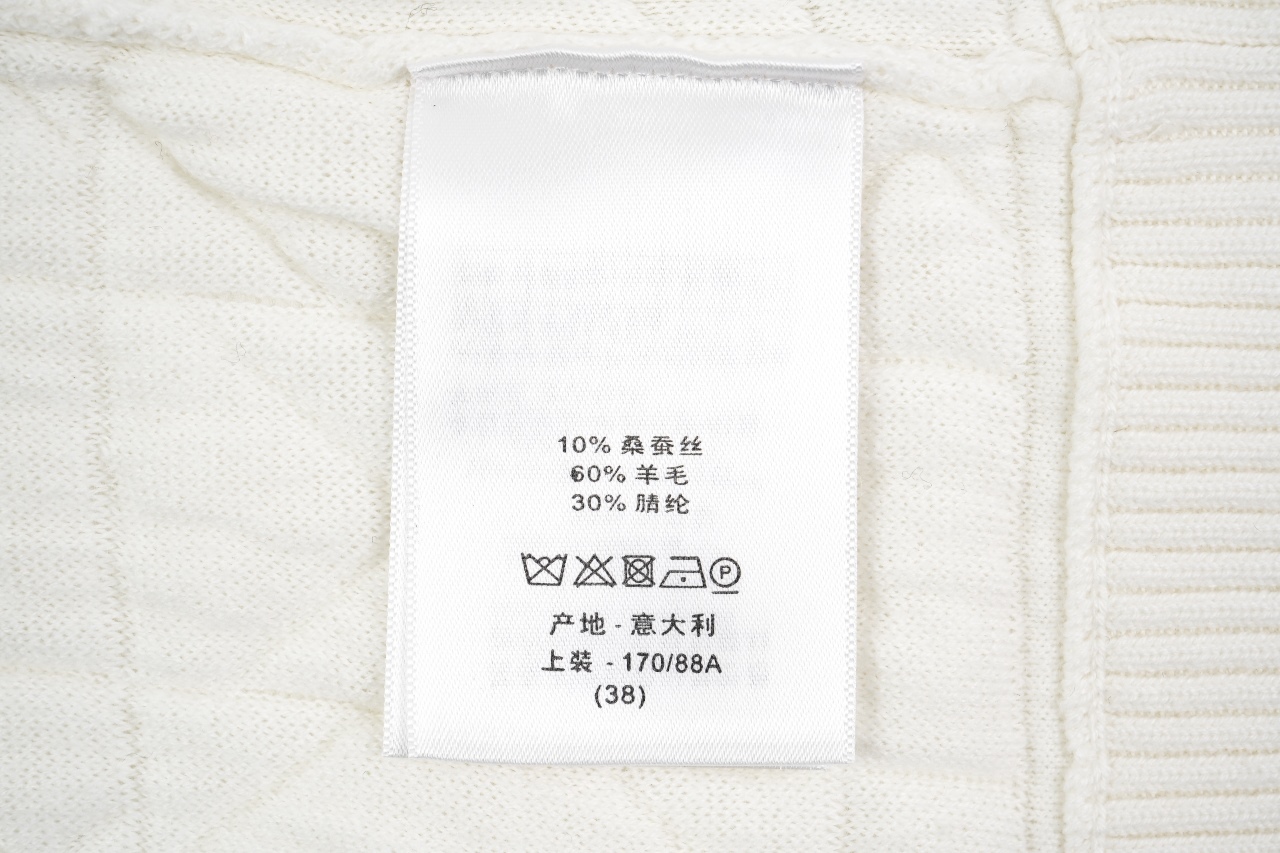 10% 桑蚕丝
60% 羊毛
30% 腈纶
P
产地 - 意大利
上装 - 170/88A
(38)